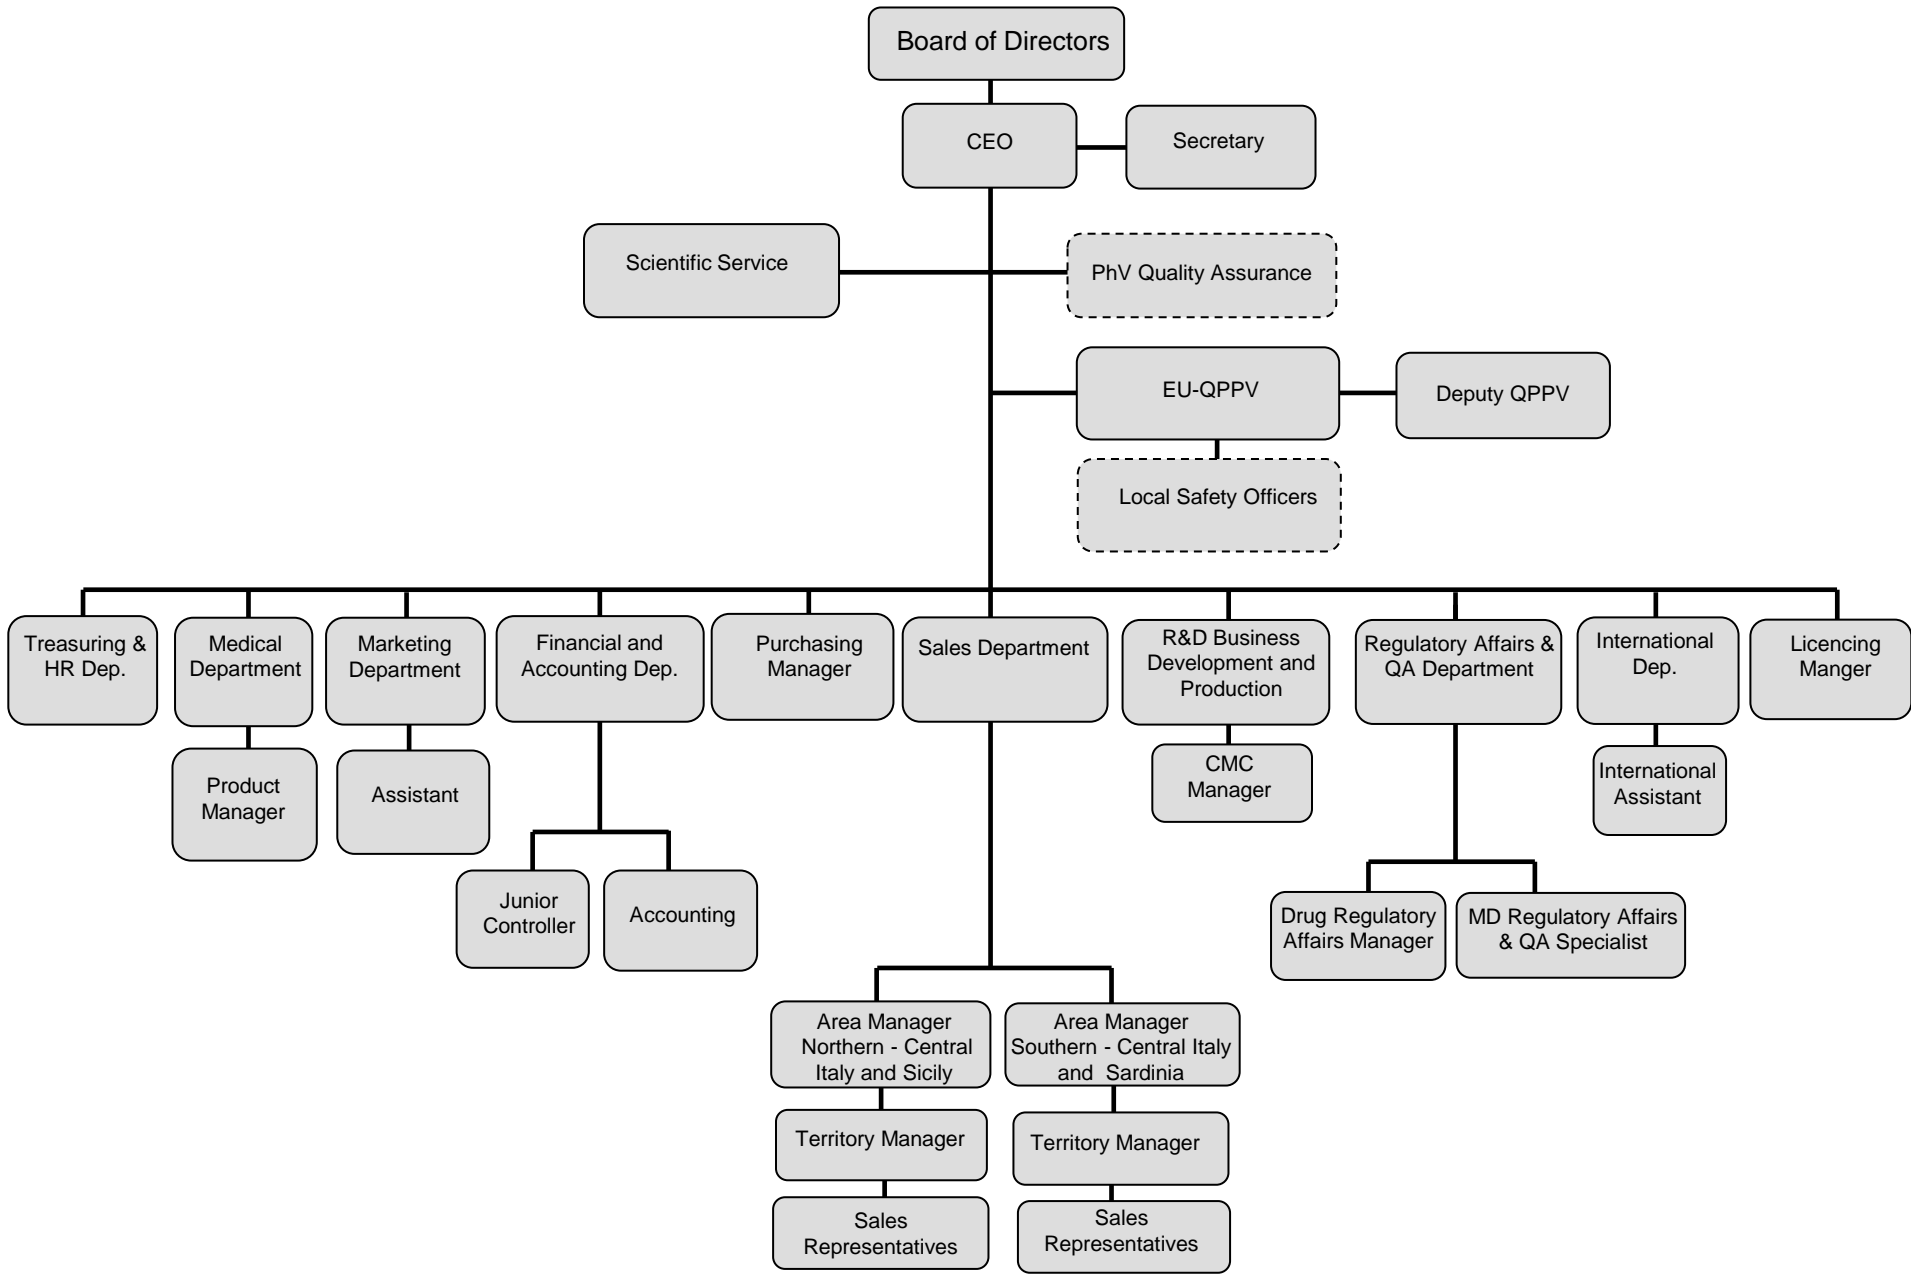 Board of Directors
CEO
Secretary
Scientific Service
PhV Quality Assurance
EU-QPPV
Deputy QPPV
Local Safety Officers
Treasuring &
HR Dep.
Medical
Department
Marketing
Department
Financial and
Accounting Dep.
Purchasing
Manager
Sales Department
R&D Business
Development and
Production
Regulatory Affairs &
QA Department
International
Dep.
Licencing
Manger
Product
Manager
Assistant
CMC
Manager
International
Assistant
Junior
Controller
Accounting
Drug Regulatory
Affairs Manager
MD Regulatory Affairs
& QA Specialist
Area Manager
Northern - Central
Italy and Sicily
Area Manager
Southern - Central Italy
and Sardinia
Territory Manager
Territory Manager
Sales
Representatives
Sales
Representatives